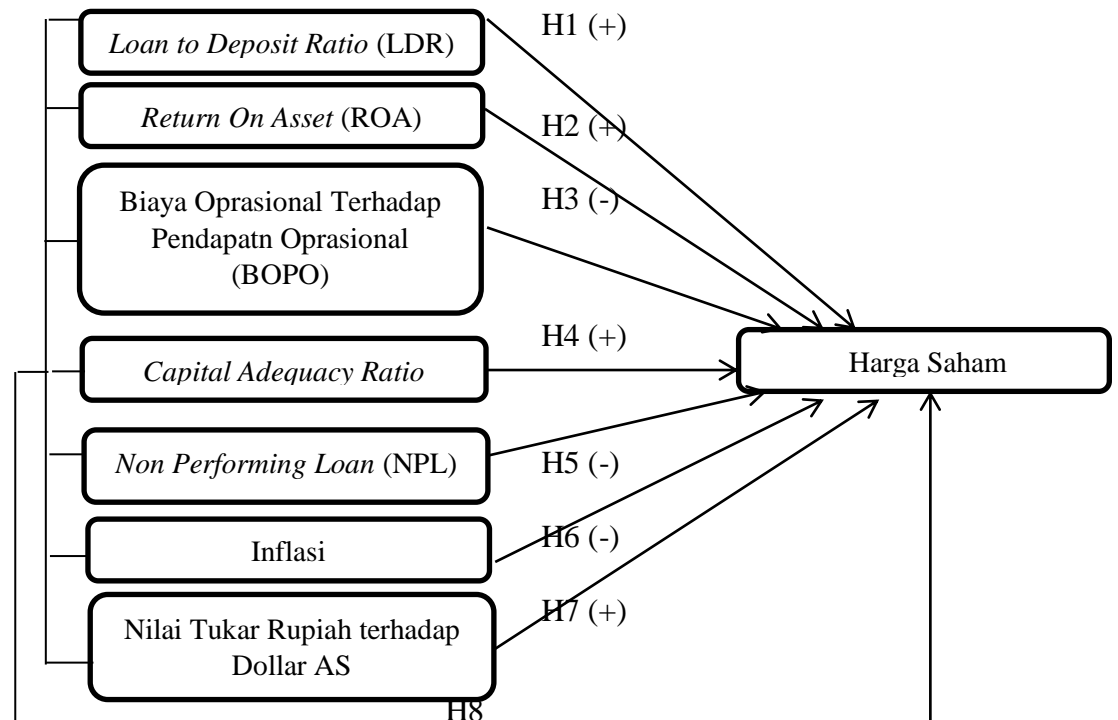 Loan to Deposit Ratio (LDR)
H1 (+)
Return On Asset (ROA)
H2 (+)
Biaya Oprasional Terhadap
Pendapatn Oprasional
(BOPO)
H3 (-)
Capital Adequacy Ratio
H4 (+)
Harga Saham
Non Performing Loan (NPL)
H5 (-)
Inflasi
H6 (-)
Nilai Tukar Rupiah terhadap
Dollar AS
H7 (+)
H8